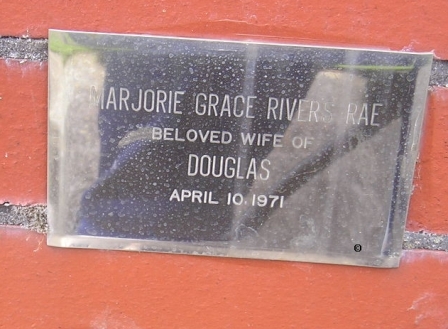 MARJORIE GRACE RIVERS RAE
BELOVED WIFE OF
DOUGLAS
APRIL 10, 1971